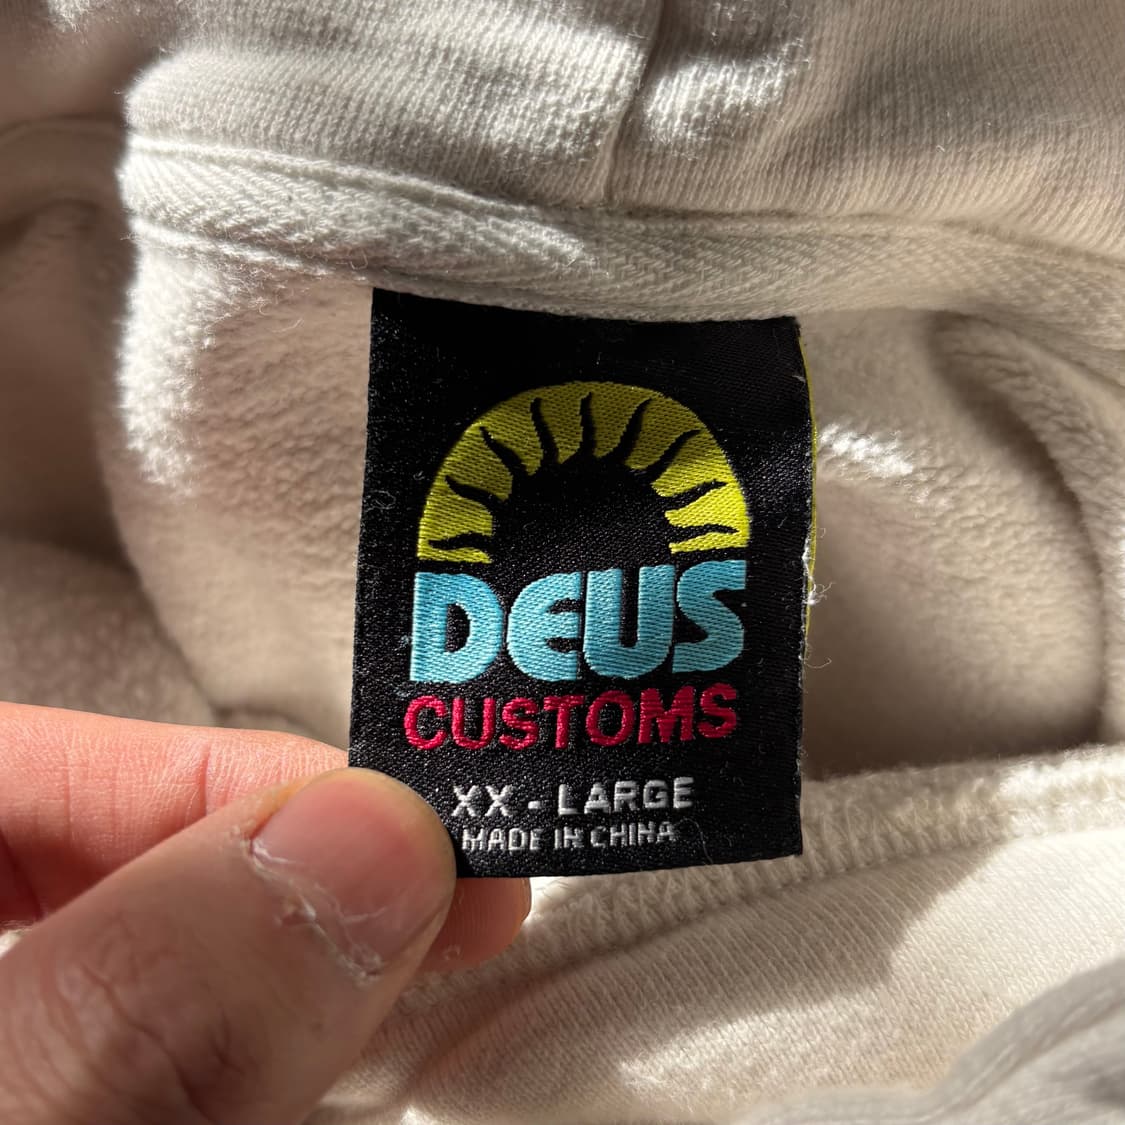 DEUS
CUSTOMS
XX - LARGE
MADE IN CHINA